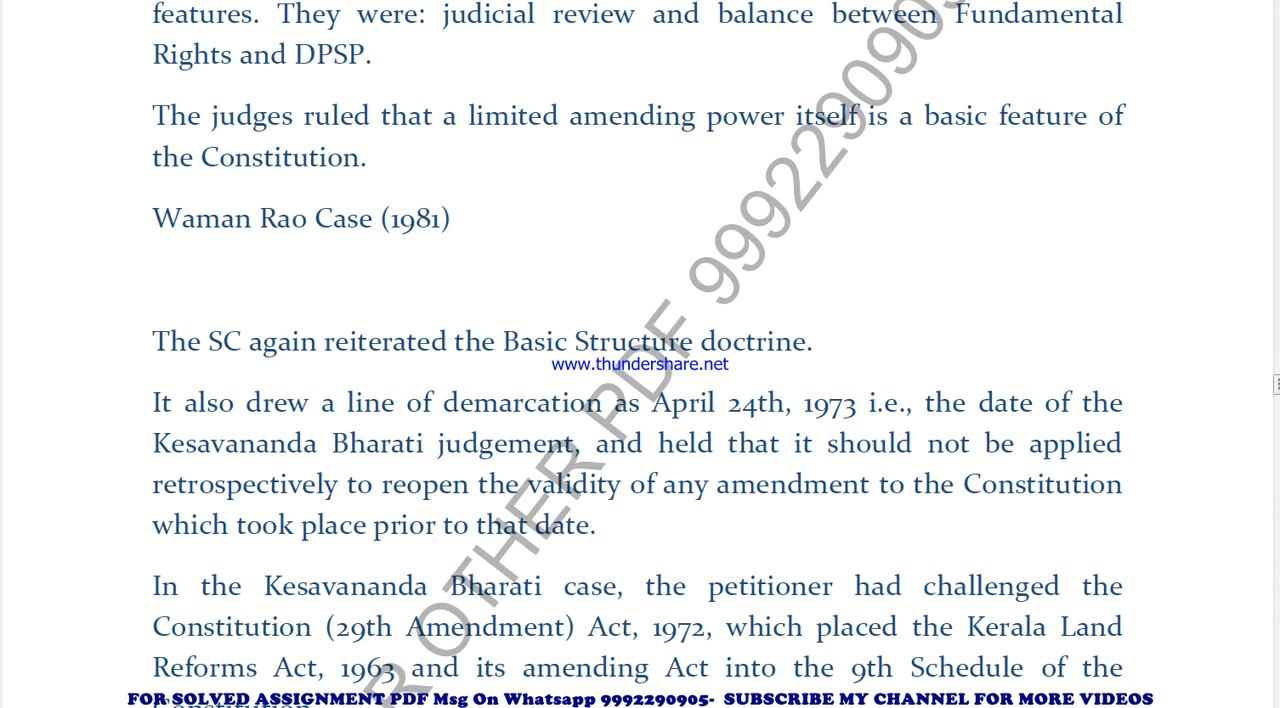 features. They were: judicial review and balance between Fundamental
Rights and DPSP.
The judges ruled that a limited amending power itself is a basic feature of
the Constitution.
Waman Rao Case (1981)
The SC again reiterated the Basic Structure doctrine.
www.thundershare.net
It also drew a line of demarcation as April 24th, 1973 i.e., the date of the
Kesavananda Bharati judgement, and held that it should not be applied
retrospectively to reopen the validity of any amendment to the Constitution
which took place prior to that date.
In the Kesavananda Bharati case, the petitioner had challenged the
Constitution (29th Amendment) Act, 1972, which placed the Kerala Land
Reforms Act, 1963 and its amending Act into the 9th Schedule of the
FOR SOLVED ASSIGNMENT PDF Msg On Whatsapp 9992290905- SUBSCRIBE MY CHANNEL FOR MORE VIDEOS
Constitution.
R OTHER PDF 9992290905